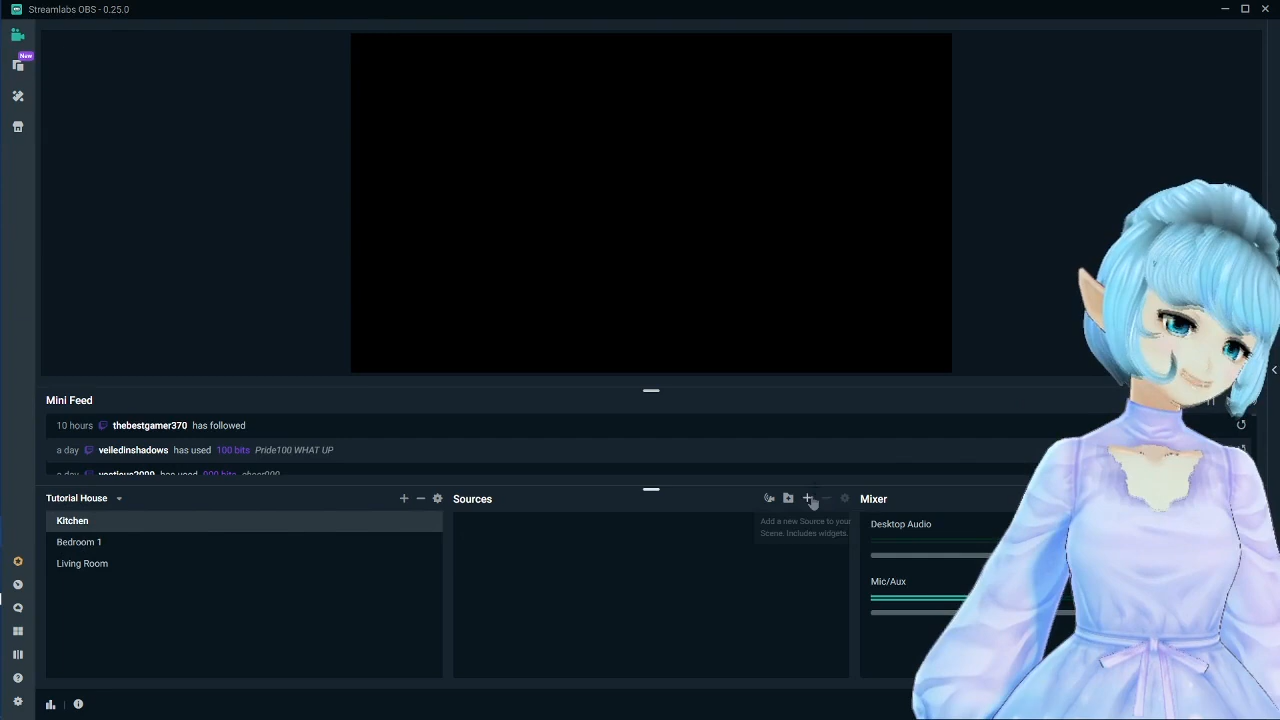 Streamlabs OBS - 0.25.0
New
Mini Feed
10 hours thebestgamer370 has followed
a day veiledinshadows has used 100 bits Pride100 WHAT UP
a day
Tutorial House
Sources
Mixer
Kitchen
Bedroom 1
Living Room
Add a new Source to your
Scene. Includes widgets.
Desktop Audio
Mic/Aux